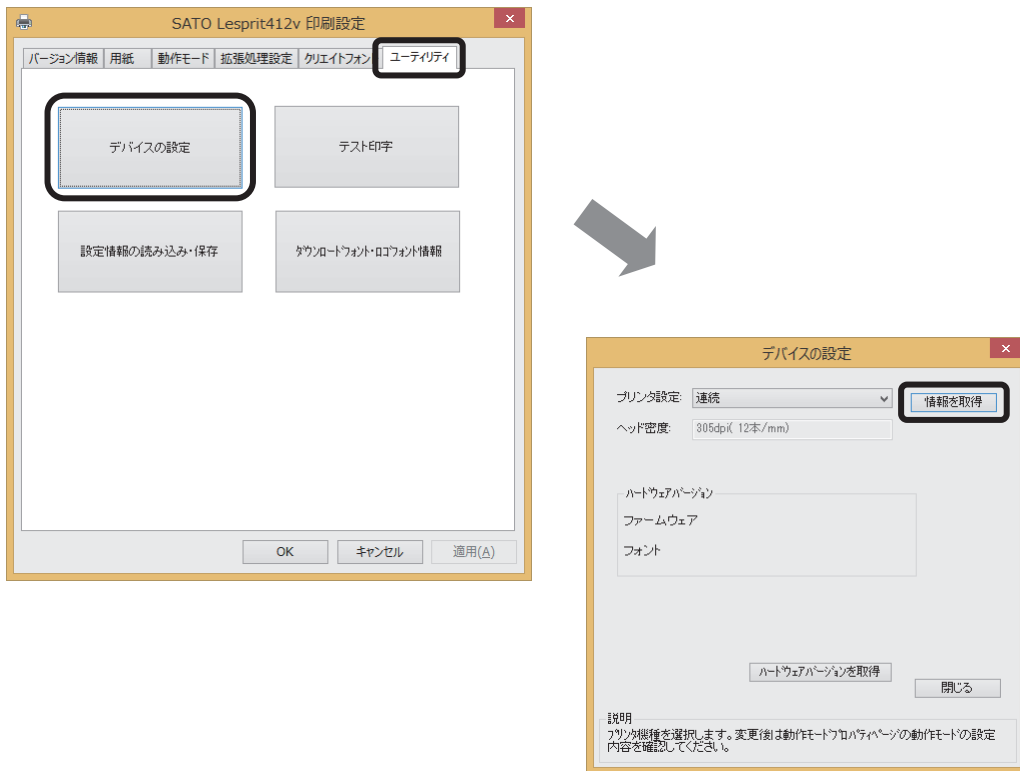 SATO Lesprit412v 印刷設定
バージョン情報 用紙 動作モード 拡張処理設定 クリエイトフォン ユーティリティ
デバイスの設定 テスト印字
設定情報の読み込み・保存 ダウンロードフォント・ロゴフォント情報
OK キャンセル 適用(A)
デバイスの設定
プリンタ設定: 連続 情報を取得
ヘッド密度: 305dpi( 12本/mm)
ハードウェアバージョン
ファームウェア
フォント
ハードウェアバージョンを取得
閉じる
説明
プリンタ機種を選択します。変更後は動作モードプロパティページの動作モードの設定
内容を確認してください。